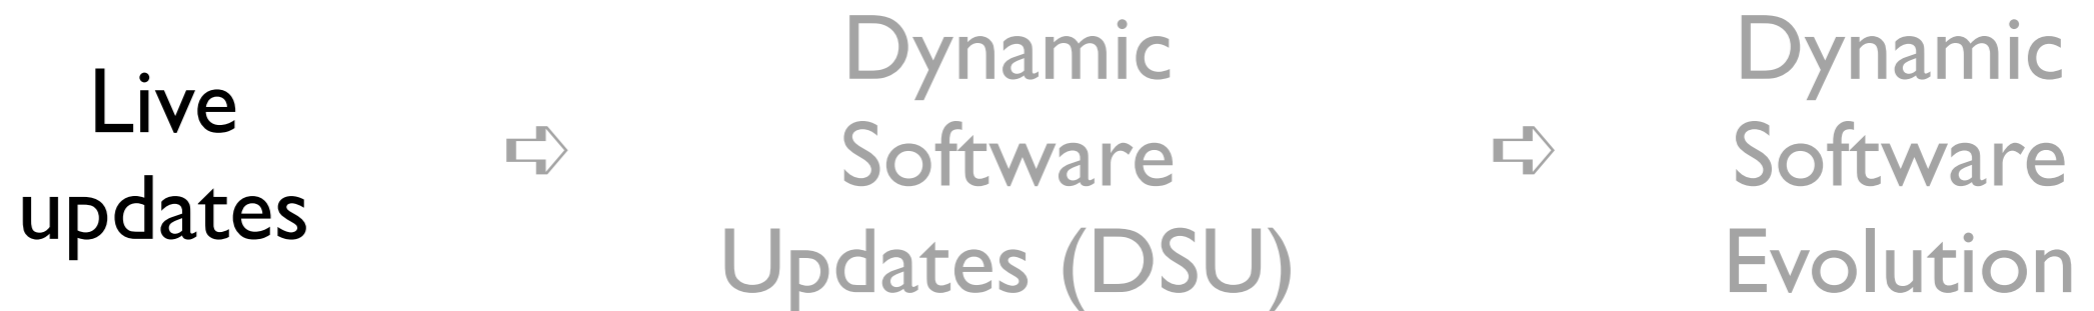 Live
updates
⇨
Dynamic
Software
Updates (DSU)
⇨
Dynamic
Software
Evolution